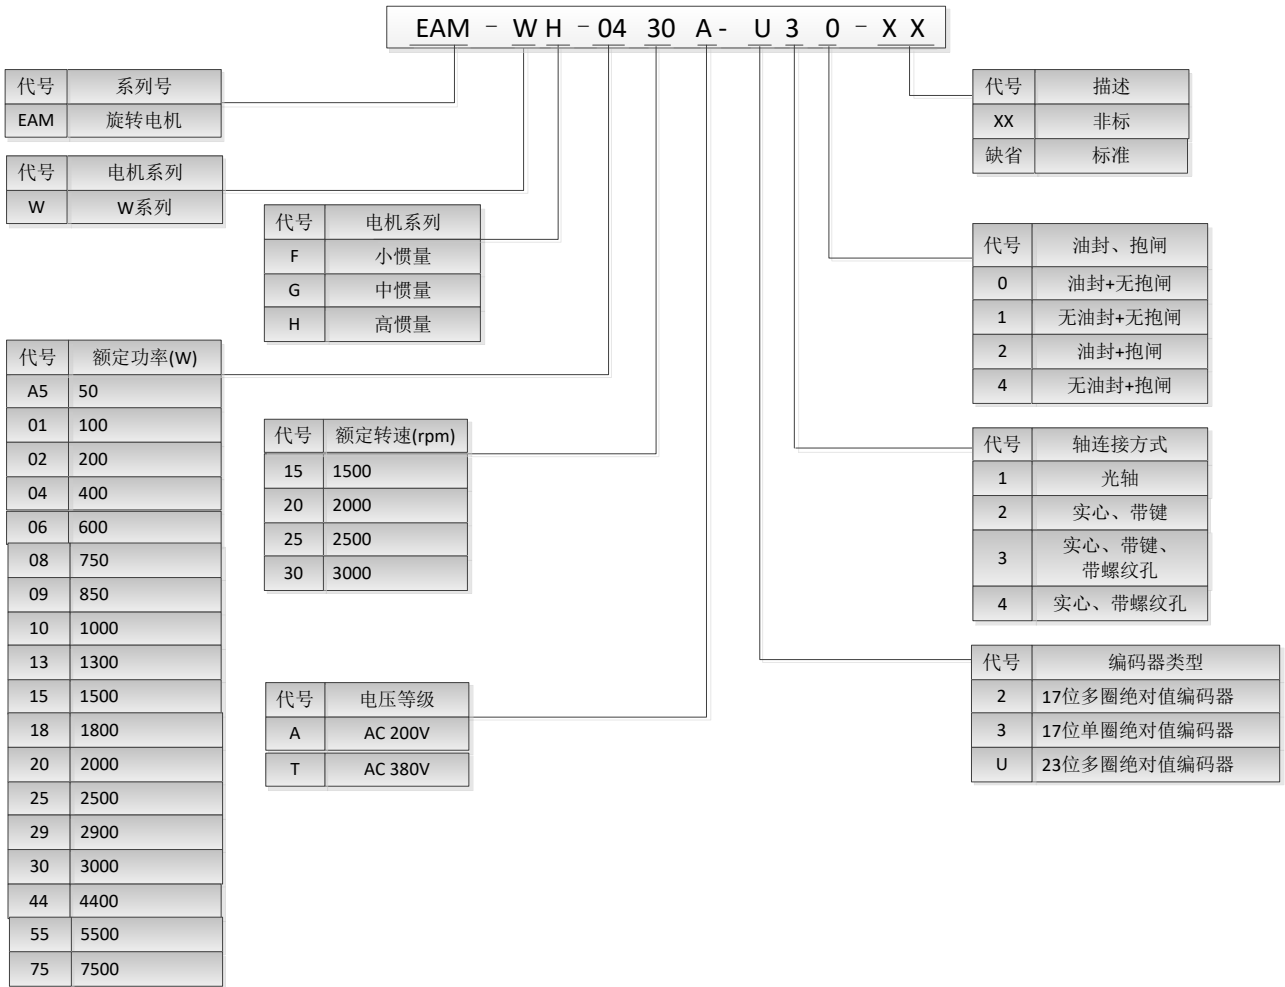 EAM - W H - 04 30 A - U 3 0 - X X
代号 系列号
EAM 旋转电机
代号 电机系列
W W系列
代号 电机系列
F 小惯量
G 中惯量
H 高惯量
代号 额定功率(W)
A5 50
01 100
02 200
04 400
06 600
08 750
09 850
10 1000
13 1300
15 1500
18 1800
20 2000
25 2500
29 2900
30 3000
44 4400
55 5500
75 7500
代号 额定转速(rpm)
15 1500
20 2000
25 2500
30 3000
代号 电压等级
A AC 200V
T AC 380V
代号 描述
XX 非标
缺省 标准
代号 油封、抱闸
0 油封+无抱闸
1 无油封+无抱闸
2 油封+抱闸
4 无油封+抱闸
代号 轴连接方式
1 光轴
2 实心、带键
3 实心、带键、
带螺纹孔
4 实心、带螺纹孔
代号 编码器类型
2 17位多圈绝对值编码器
3 17位单圈绝对值编码器
U 23位多圈绝对值编码器